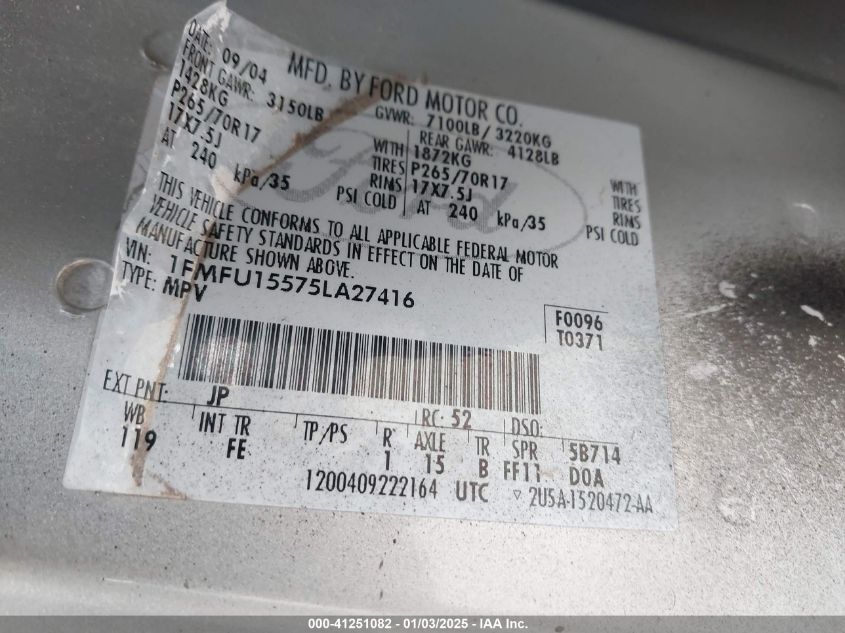 MFD. BY FORD MOTOR CO.
DATE: 09/04 GVWR: 7100LB/ 3220KG
FRONT GAWR: 3150LB REAR GAWR: 4128LB
1428KG WITH 1872KG WITH
P265/70R17 TIRES P265/70R17 TIRES
17X7.5J RIMS 17X7.5J RIMS
AT 240 kPa/35 PSI COLD AT 240 kPa/35 PSI COLD
THIS VEHICLE CONFORMS TO ALL APPLICABLE FEDERAL MOTOR
VEHICLE SAFETY STANDARDS IN EFFECT ON THE DATE OF
MANUFACTURE SHOWN ABOVE.
VIN: 1FMFU15575LA27416
TYPE: MPV
F0096
T0371
EXT PNT: JP RC: 52 DSO:
WB INT TR TP/PS R AXLE TR SPR 5B714
119 FE 1 15 B FF11 DOA
1200409222164 UTC ▽ 2U5A-1520472-AA
Ford
000-41251082 - 01/03/2025 - IAA Inc.